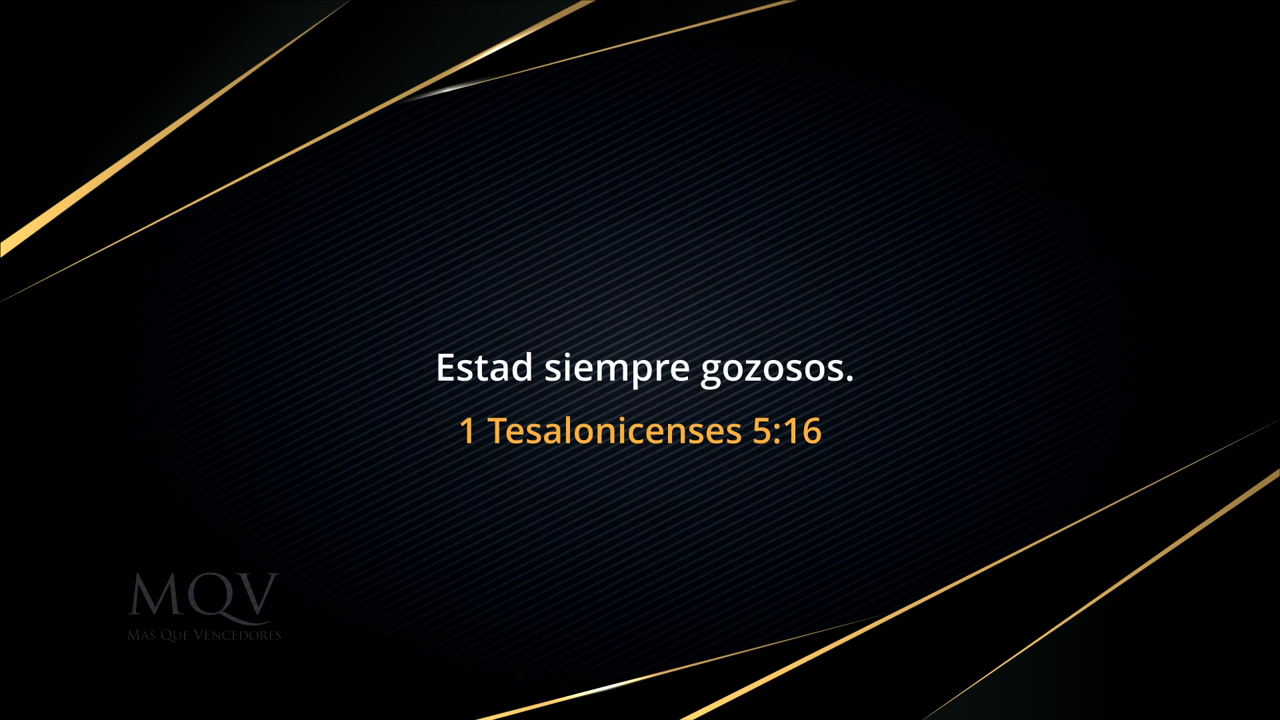 Estad siempre gozosos.
1 Tesalonicenses 5:16
MQV
Mas Que Vencedores